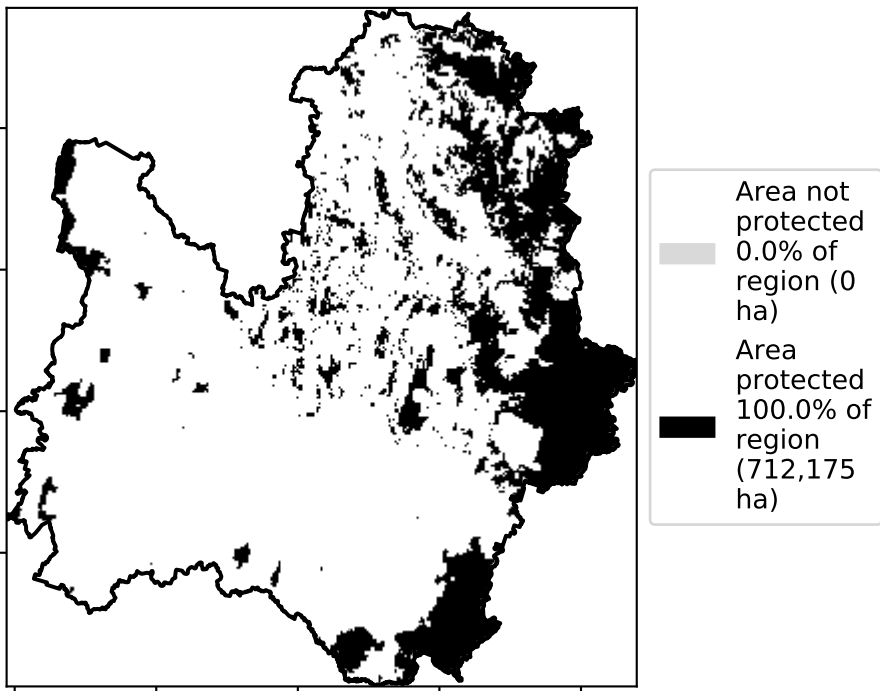 Area not
protected
0.0% of
region (0
ha)
Area
protected
100.0% of
region
(712,175
ha)